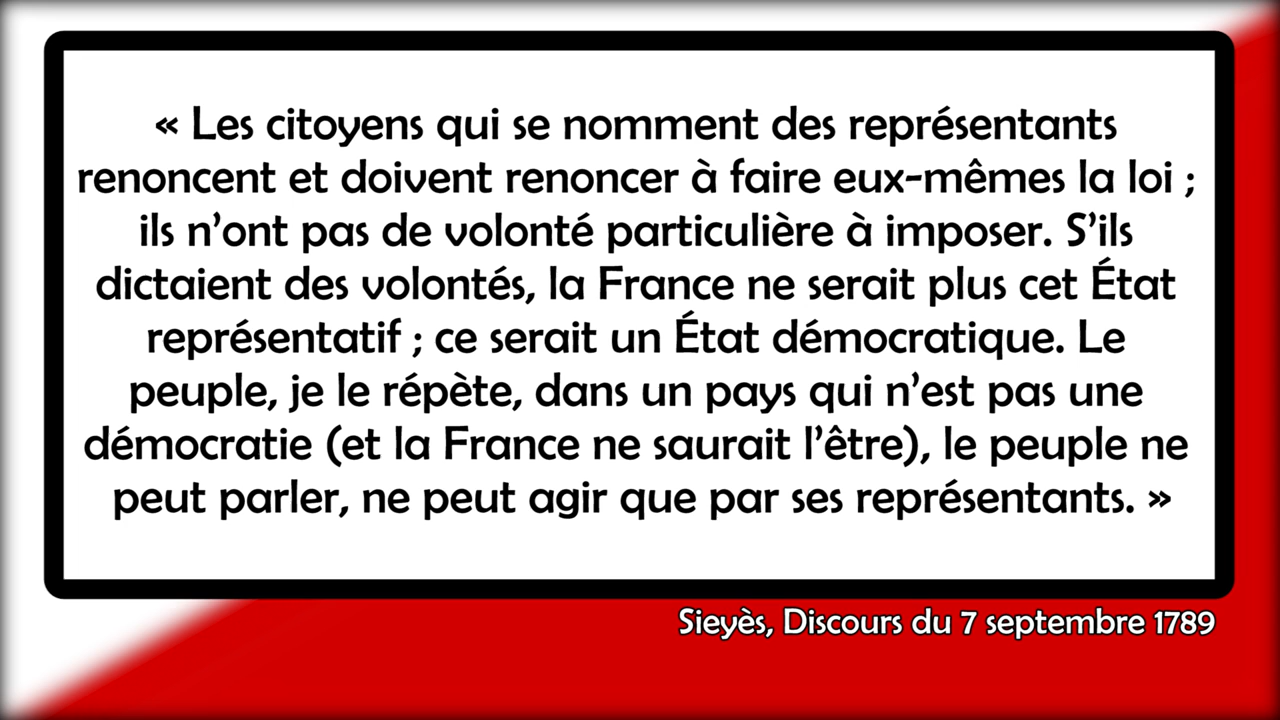 « Les citoyens qui se nomment des représentants
renoncent et doivent renoncer à faire eux-mêmes la loi ;
ils n’ont pas de volonté particulière à imposer. S’ils
dictaient des volontés, la France ne serait plus cet État
représentatif ; ce serait un État démocratique. Le
peuple, je le répète, dans un pays qui n’est pas une
démocratie (et la France ne saurait l’être), le peuple ne
peut parler, ne peut agir que par ses représentants. »
Sieyès, Discours du 7 septembre 1789